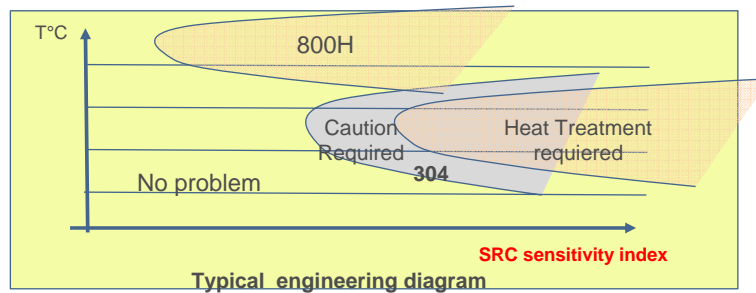 T°C
800H
Caution
Required
Heat Treatment
requiered
304
No problem
SRC sensitivity index
Typical engineering diagram